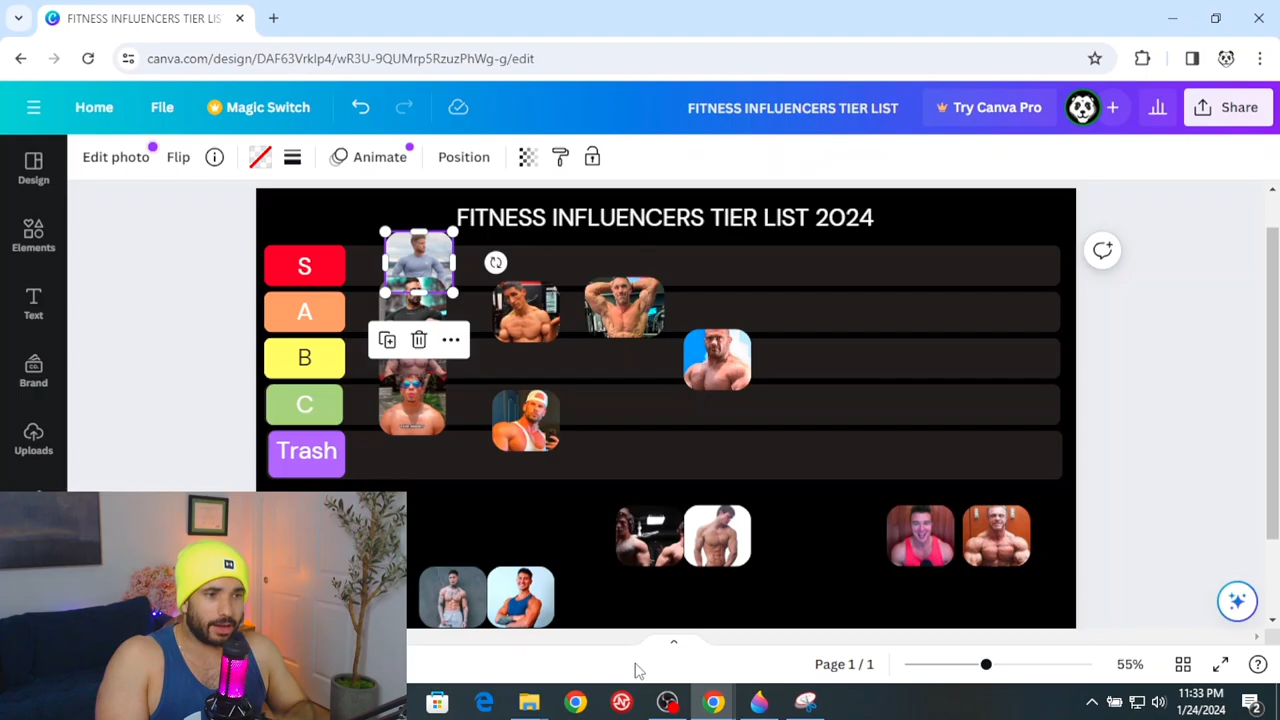 FITNESS INFLUENCERS TIER LIS
canva.com/design/DAF63Vrklp4/wR3U-9QUMrp5RzuzPhWg-g/edit
Home File Magic Switch FITNESS INFLUENCERS TIER LIST Try Canva Pro Share
Edit photo Flip Animate Position
Design
Elements
Text
Brand
Uploads
FITNESS INFLUENCERS TIER LIST 2024
S
A
B
C
Trash
Page 1 / 1 55%
11:33 PM
1/24/2024
2